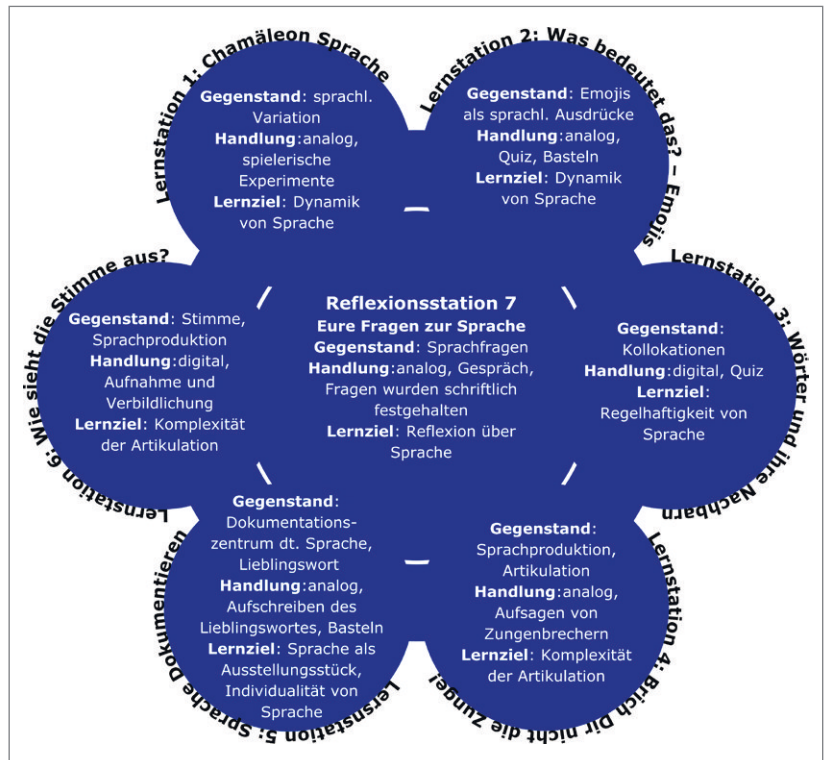 Lernstation 1: Chamäleon Sprache
Gegenstand: sprachl.
Variation
Handlung:analog,
spielerische
Experimente
Lernziel: Dynamik
von Sprache
Lernstation 2: Was bedeutet das? – Emojis
Gegenstand: Emojis
als sprachl. Ausdrücke
Handlung:analog,
Quiz, Basteln
Lernziel: Dynamik
von Sprache
Lernstation 3: Wörter und ihre Nachbarn
Gegenstand:
Kollokationen
Handlung:digital, Quiz
Lernziel:
Regelhaftigkeit von
Sprache
Lernstation 4: Brich Dir nicht die Zunge!
Gegenstand:
Sprachproduktion,
Artikulation
Handlung:analog,
Aufsagen von
Zungenbrechern
Lernziel: Komplexität
der Artikulation
Lersnstation 5: Sprache Dokumentieren
Gegenstand:
Dokumentations-
zentrum dt. Sprache,
Lieblingswort
Handlung:analog,
Aufschreiben des
Lieblingswortes, Basteln
Lernziel: Sprache als
Ausstellungsstück,
Individualität von
Sprache
Lernstation 6: Wie sieht die Stimme aus?
Gegenstand: Stimme,
Sprachproduktion
Handlung:digital,
Aufnahme und
Verbildlichung
Lernziel: Komplexität
der Artikulation
Reflexionsstation 7
Eure Fragen zur Sprache
Gegenstand: Sprachfragen
Handlung:analog, Gespräch,
Fragen wurden schriftlich
festgehalten
Lernziel: Reflexion über
Sprache